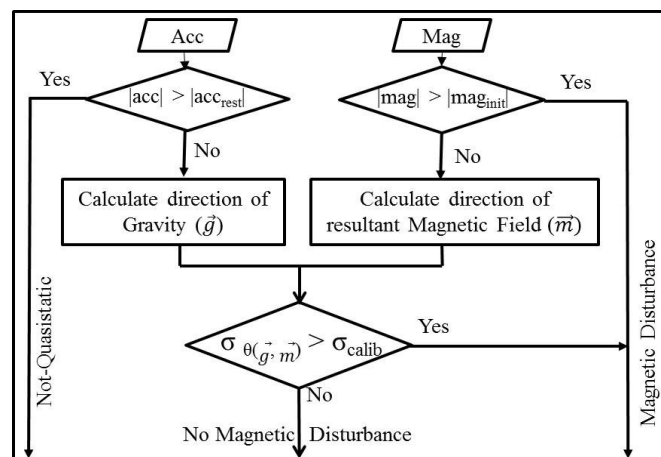 Acc
Mag
Yes
|acc| > |acc_rest|
|mag| > |mag_init|
Yes
No
No
Calculate direction of
Gravity (g⃗)
Calculate direction of
resultant Magnetic Field (m⃗)
σ θ(g⃗, m⃗) > σ_calib
Yes
No
No Magnetic Disturbance
Not-Quasistatic
Magnetic Disturbance